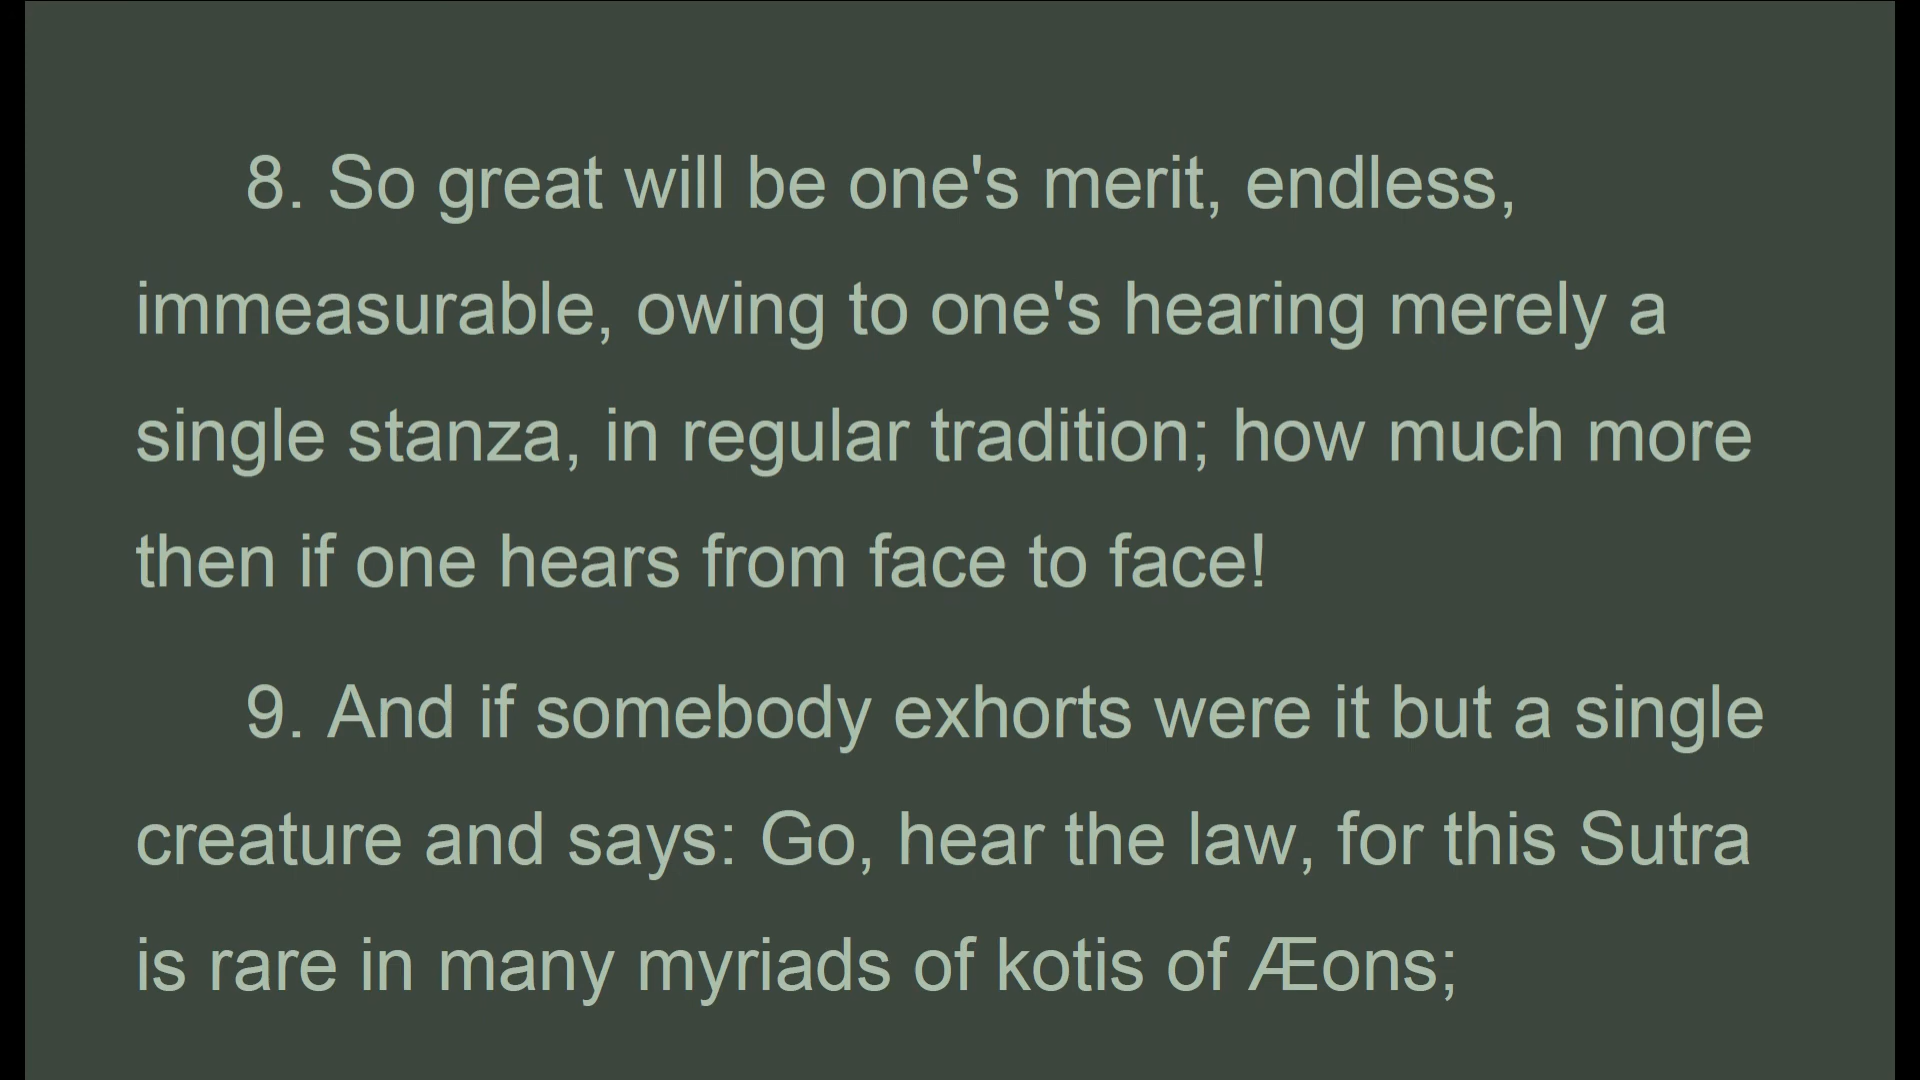 8. So great will be one's merit, endless,
immeasurable, owing to one's hearing merely a
single stanza, in regular tradition; how much more
then if one hears from face to face!
9. And if somebody exhorts were it but a single
creature and says: Go, hear the law, for this Sutra
is rare in many myriads of kotis of Æons;